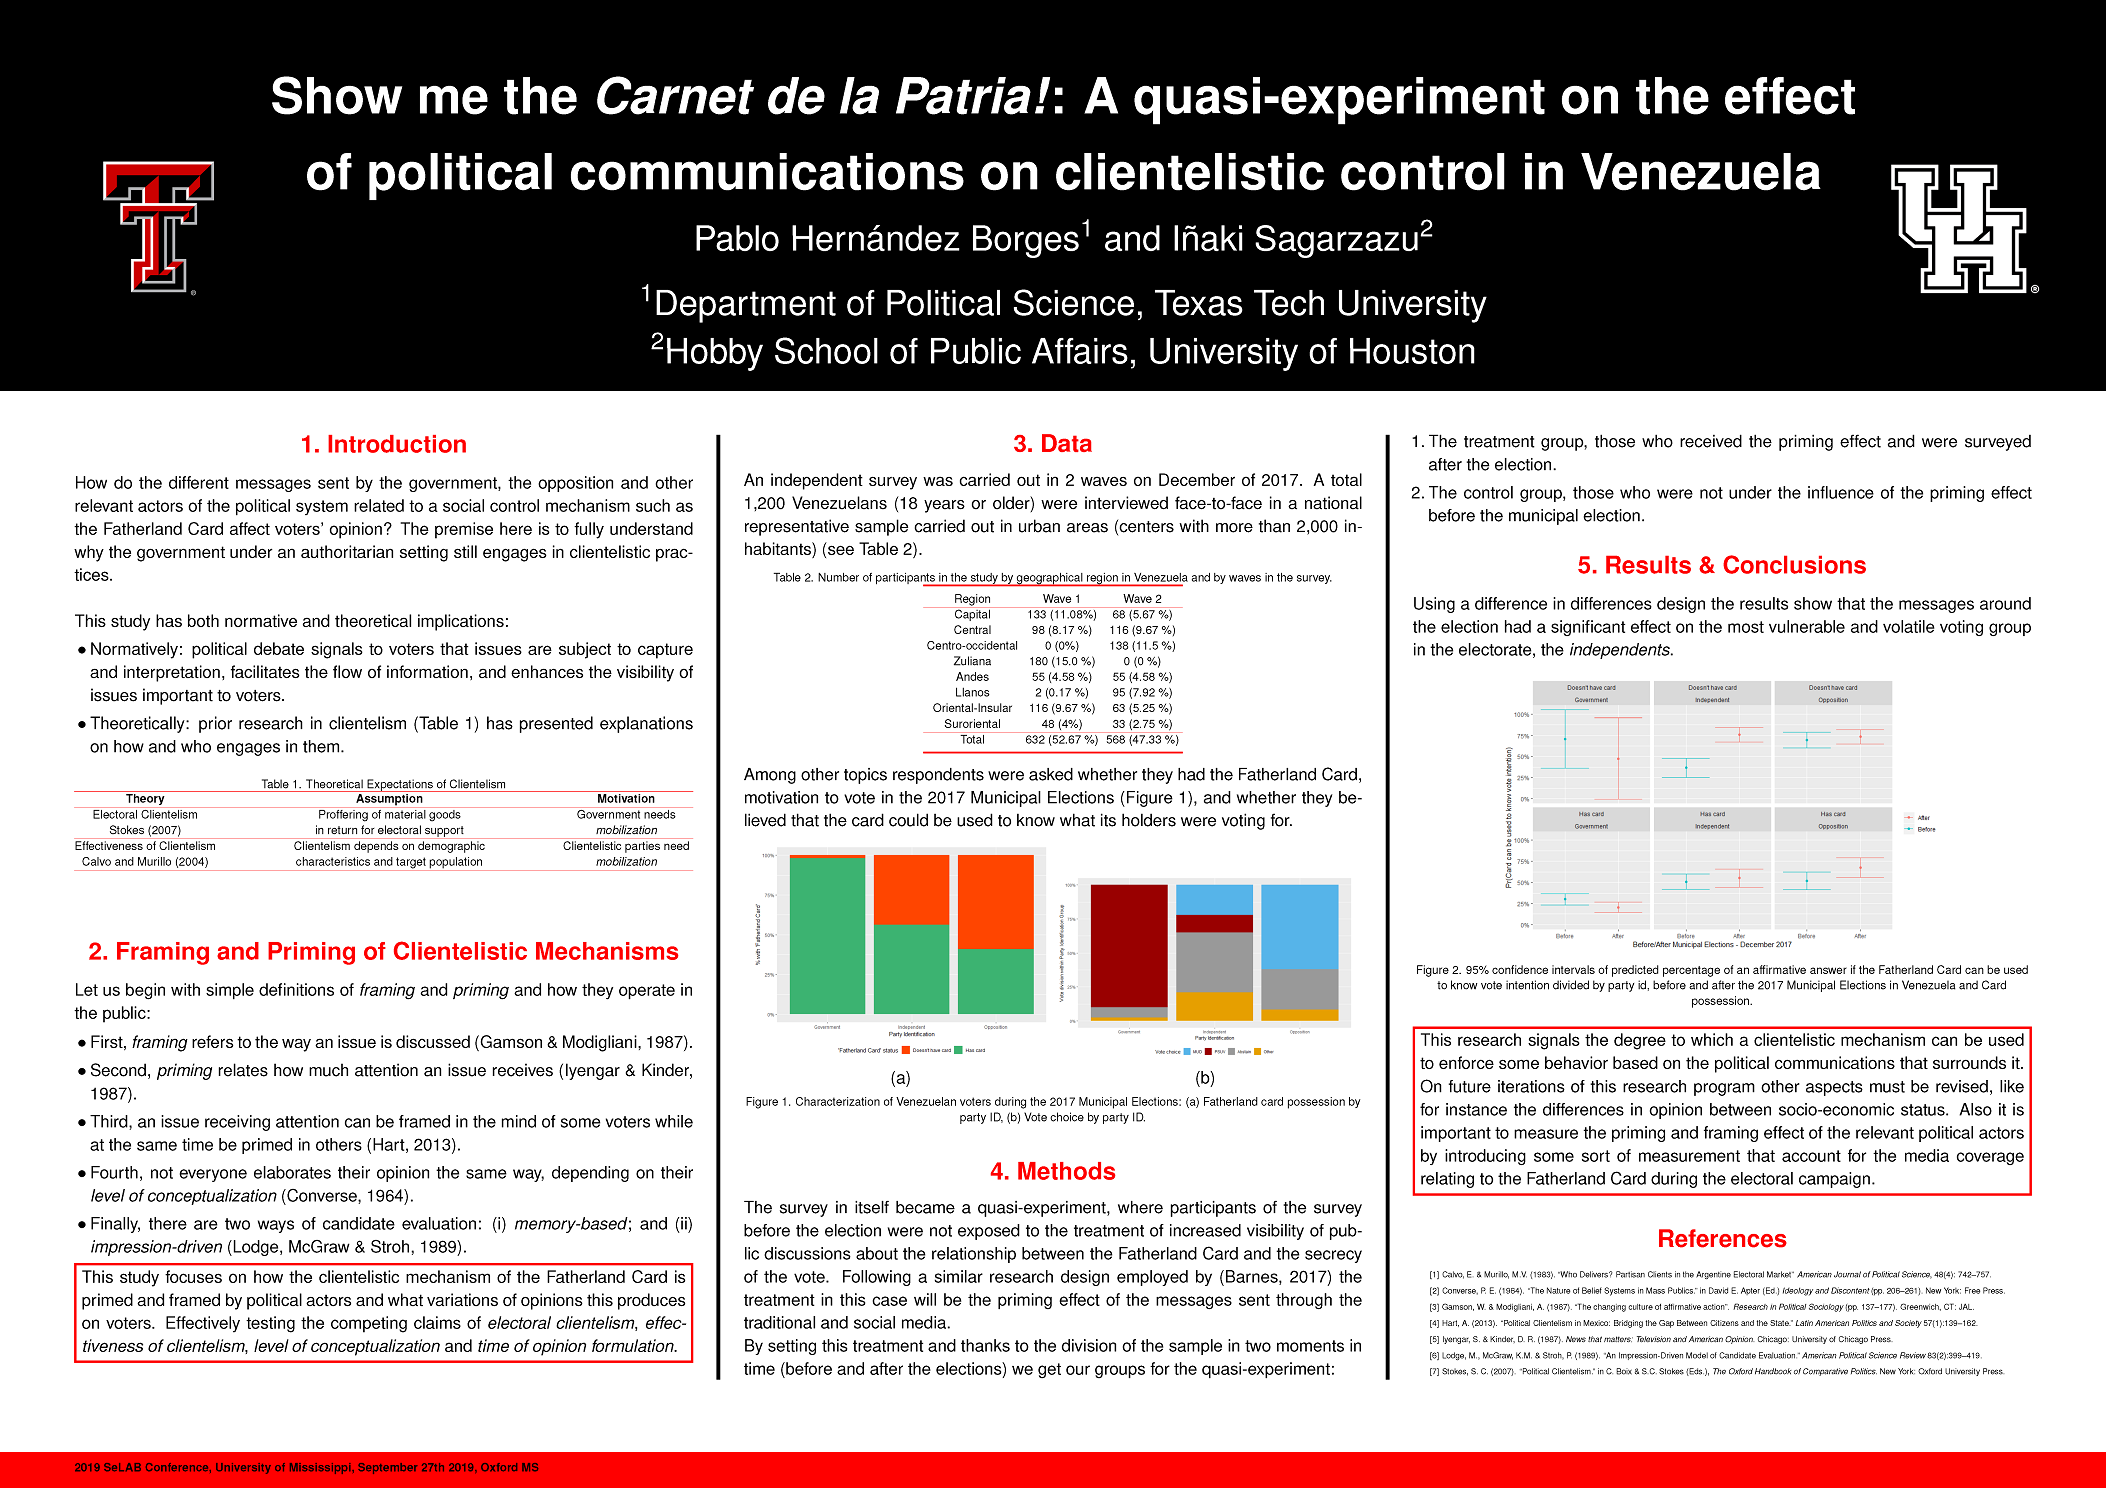 Show me the Carnet de la Patria!: A quasi-experiment on the effect
of political communications on clientelistic control in Venezuela
Pablo Hernández Borges1 and Iñaki Sagarzazu2
1Department of Political Science, Texas Tech University
2Hobby School of Public Affairs, University of Houston
1. Introduction
How do the different messages sent by the government, the opposition and other
relevant actors of the political system related to a social control mechanism such as
the Fatherland Card affect voters' opinion? The premise here is to fully understand
why the government under an authoritarian setting still engages in clientelistic prac-
tices.
This study has both normative and theoretical implications:
• Normatively: political debate signals to voters that issues are subject to capture
and interpretation, facilitates the flow of information, and enhances the visibility of
issues important to voters.
• Theoretically: prior research in clientelism (Table 1) has presented explanations
on how and who engages in them.
Table 1. Theoretical Expectations of Clientelism
Theory Assumption Motivation
Electoral Clientelism Proffering of material goods Government needs
Stokes (2007) in return for electoral support mobilization
Effectiveness of Clientelism Clientelism depends on demographic Clientelistic parties need
Calvo and Murillo (2004) characteristics and target population mobilization
2. Framing and Priming of Clientelistic Mechanisms
Let us begin with simple definitions of framing and priming and how they operate in
the public:
• First, framing refers to the way an issue is discussed (Gamson & Modigliani, 1987).
• Second, priming relates how much attention an issue receives (Iyengar & Kinder,
1987).
• Third, an issue receiving attention can be framed in the mind of some voters while
at the same time be primed in others (Hart, 2013).
• Fourth, not everyone elaborates their opinion the same way, depending on their
level of conceptualization (Converse, 1964).
• Finally, there are two ways of candidate evaluation: (i) memory-based; and (ii)
impression-driven (Lodge, McGraw & Stroh, 1989).
This study focuses on how the clientelistic mechanism of the Fatherland Card is
primed and framed by political actors and what variations of opinions this produces
on voters. Effectively testing the competing claims of electoral clientelism, effec-
tiveness of clientelism, level of conceptualization and time of opinion formulation.
3. Data
An independent survey was carried out in 2 waves on December of 2017. A total
1,200 Venezuelans (18 years or older) were interviewed face-to-face in a national
representative sample carried out in urban areas (centers with more than 2,000 in-
habitants) (see Table 2).
Table 2. Number of participants in the study by geographical region in Venezuela and by waves in the survey.
Region Wave 1 Wave 2
Capital 133 (11.08%) 68 (5.67 %)
Central 98 (8.17 %) 116 (9.67 %)
Centro-occidental 0 (0%) 138 (11.5 %)
Zuliana 180 (15.0 %) 0 (0 %)
Andes 55 (4.58 %) 55 (4.58 %)
Llanos 2 (0.17 %) 95 (7.92 %)
Oriental-Insular 116 (9.67 %) 63 (5.25 %)
Suroriental 48 (4%) 33 (2.75 %)
Total 632 (52.67 %) 568 (47.33 %)
Among other topics respondents were asked whether they had the Fatherland Card,
motivation to vote in the 2017 Municipal Elections (Figure 1), and whether they be-
lieved that the card could be used to know what its holders were voting for.
% with 'Fatherland Card'
100%
75%
50%
25%
0%
Government Independent Opposition
Party Identification
'Fatherland Card' status Doesn't have card Has card
(a)
Vote division within Party Identification Group
100%
75%
50%
25%
0%
Government Independent Opposition
Party Identification
Vote choice MUD PSUV Abstain Other
(b)
Figure 1. Characterization of Venezuelan voters during the 2017 Municipal Elections: (a) Fatherland card possession by
party ID, (b) Vote choice by party ID.
4. Methods
The survey in itself became a quasi-experiment, where participants of the survey
before the election were not exposed to the treatment of increased visibility of pub-
lic discussions about the relationship between the Fatherland Card and the secrecy
of the vote. Following a similar research design employed by (Barnes, 2017) the
treatment in this case will be the priming effect of the messages sent through the
traditional and social media.
By setting this treatment and thanks to the division of the sample in two moments in
time (before and after the elections) we get our groups for the quasi-experiment:
1. The treatment group, those who received the priming effect and were surveyed
after the election.
2. The control group, those who were not under the influence of the priming effect
before the municipal election.
5. Results & Conclusions
Using a difference in differences design the results show that the messages around
the election had a significant effect on the most vulnerable and volatile voting group
in the electorate, the independents.
Pr(Card can be used to know vote intention)
Doesn't have card Doesn't have card Doesn't have card
Government Independent Opposition
100%
75%
50%
25%
0%
Has card Has card Has card
Government Independent Opposition
100%
75%
50%
25%
0%
After
Before
Before After Before After Before After
Before/After Municipal Elections - December 2017
Figure 2. 95% confidence intervals of predicted percentage of an affirmative answer if the Fatherland Card can be used
to know vote intention divided by party id, before and after the 2017 Municipal Elections in Venezuela and Card
possession.
This research signals the degree to which a clientelistic mechanism can be used
to enforce some behavior based on the political communications that surrounds it.
On future iterations of this research program other aspects must be revised, like
for instance the differences in opinion between socio-economic status. Also it is
important to measure the priming and framing effect of the relevant political actors
by introducing some sort of measurement that account for the media coverage
relating to the Fatherland Card during the electoral campaign.
References
[1] Calvo, E. & Murillo, M.V. (1983). "Who Delivers? Partisan Clients in the Argentine Electoral Market" American Journal of Political Science, 48(4): 742–757.
[2] Converse, P. E. (1964). "The Nature of Belief Systems in Mass Publics." in David E. Apter (Ed.) Ideology and Discontent (pp. 206–261). New York: Free Press.
[3] Gamson, W. & Modigliani, A. (1987). "The changing culture of affirmative action". Research in Political Sociology (pp. 137–177). Greenwich, CT: JAL.
[4] Hart, A. (2013). "Political Clientelism in Mexico: Bridging the Gap Between Citizens and the State." Latin American Politics and Society 57(1):139–162.
[5] Iyengar, S. & Kinder, D. R. (1987). News that matters: Television and American Opinion. Chicago: University of Chicago Press.
[6] Lodge, M., McGraw, K.M. & Stroh, P. (1989). "An Impression-Driven Model of Candidate Evaluation." American Political Science Review 83(2):399–419.
[7] Stokes, S. C. (2007). "Political Clientelism." in C. Boix & S.C. Stokes (Eds.), The Oxford Handbook of Comparative Politics. New York: Oxford University Press.
2019 SeLAB Conference, University of Mississippi, September 27th 2019, Oxford MS